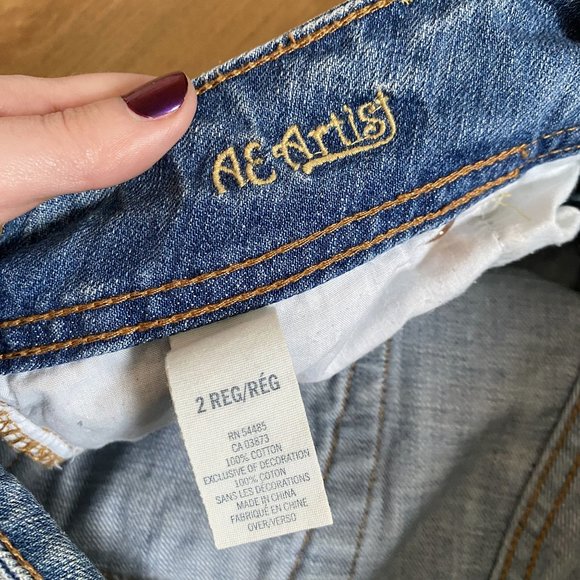 AE Artist
2 REG/RÉG
RN 54485
CA 03873
100% COTTON
EXCLUSIVE OF DECORATION
100% COTON
SANS LES DÉCORATIONS
MADE IN CHINA
FABRIQUÉ EN CHINE
OVER/VERSO